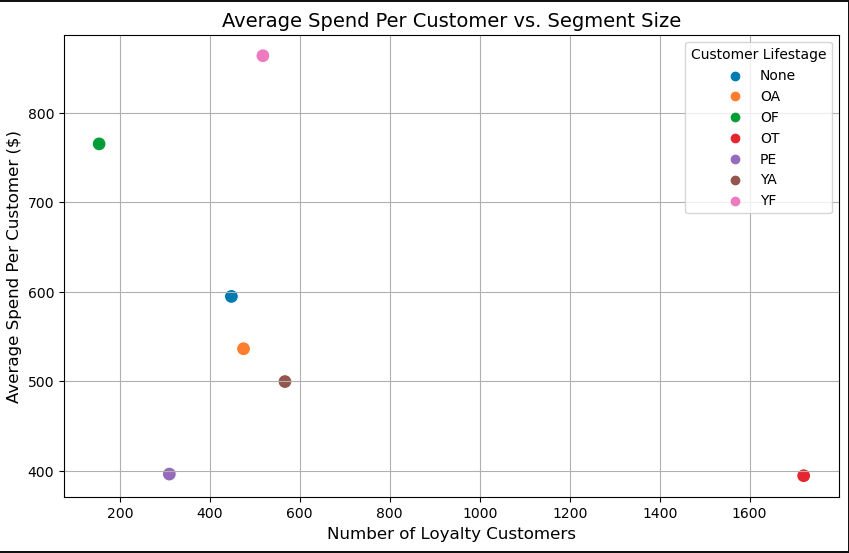 Average Spend Per Customer vs. Segment Size
Customer Lifestage
None
OA
OF
OT
PE
YA
YF
Average Spend Per Customer ($)
800
700
600
500
400
200
400
600
800
1000
1200
1400
1600
Number of Loyalty Customers